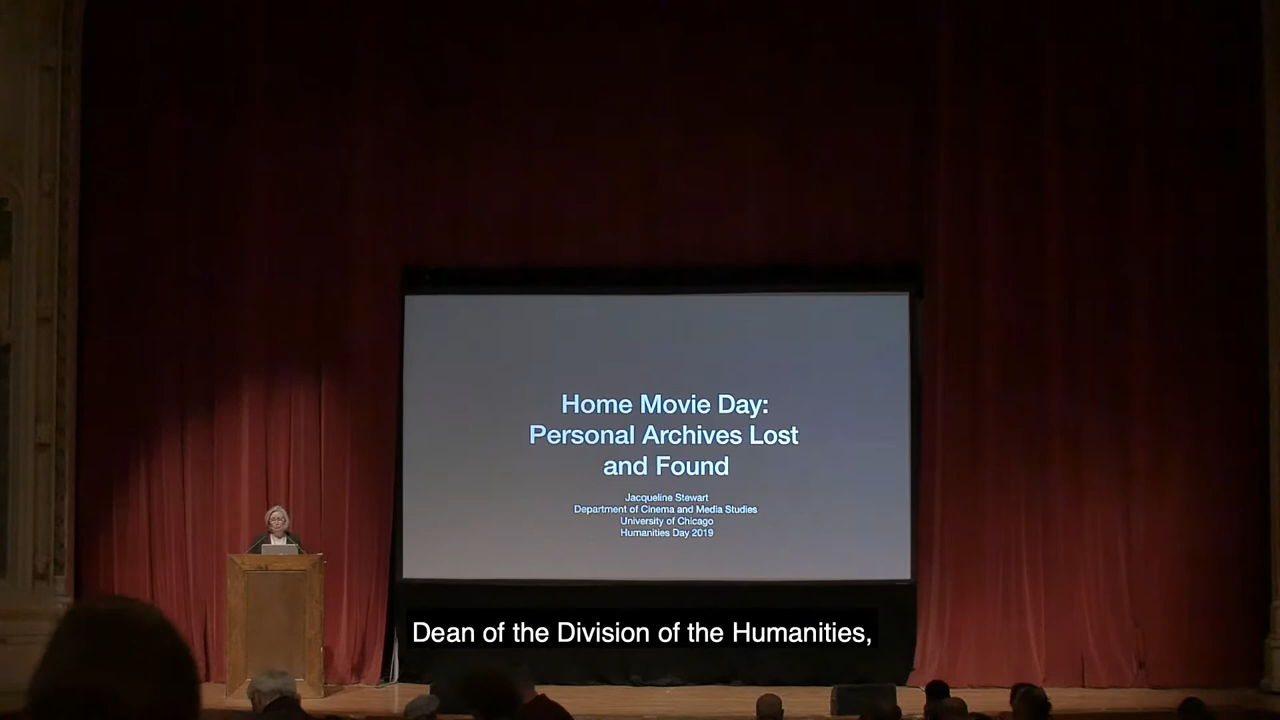 Home Movie Day:
Personal Archives Lost
and Found
Jacqueline Stewart
Department of Cinema and Media Studies
University of Chicago
Humanities Day 2019
Dean of the Division of the Humanities,